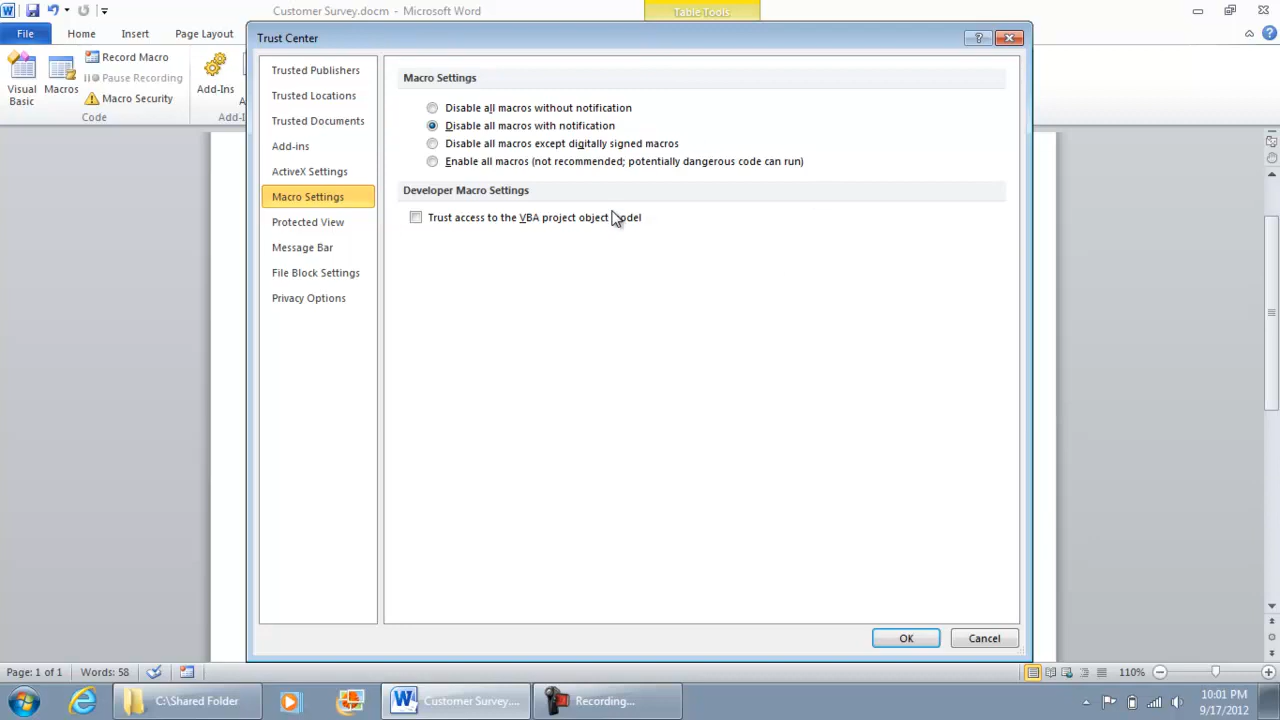 Customer Survey.docm - Microsoft Word
Table Tools
File
Home
Insert
Page Layout
Visual Basic
Macros
Record Macro
Pause Recording
Macro Security
Code
Add-Ins
Add-I
Trust Center
Trusted Publishers
Trusted Locations
Trusted Documents
Add-ins
ActiveX Settings
Macro Settings
Protected View
Message Bar
File Block Settings
Privacy Options
Macro Settings
Disable all macros without notification
Disable all macros with notification
Disable all macros except digitally signed macros
Enable all macros (not recommended; potentially dangerous code can run)
Developer Macro Settings
Trust access to the VBA project object model
OK
Cancel
Page: 1 of 1
Words: 58
110%
C:\Shared Folder
Customer Survey....
Recording...
10:01 PM
9/17/2012